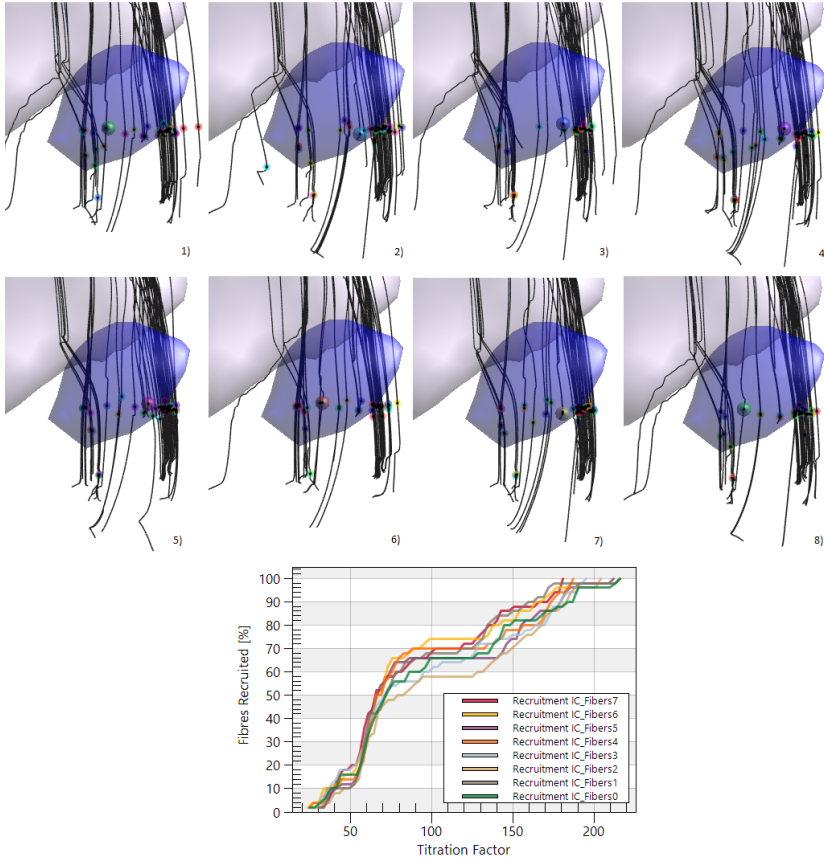 1)
2)
3)
4
5)
6)
7)
8)
100
90
80
70
60
50
40
30
20
10
0
Fibres Recruited [%]
Recruitment IC_Fibers7
Recruitment IC_Fibers6
Recruitment IC_Fibers5
Recruitment IC_Fibers4
Recruitment IC_Fibers3
Recruitment IC_Fibers2
Recruitment IC_Fibers1
Recruitment IC_Fibers0
50
100
150
200
Titration Factor